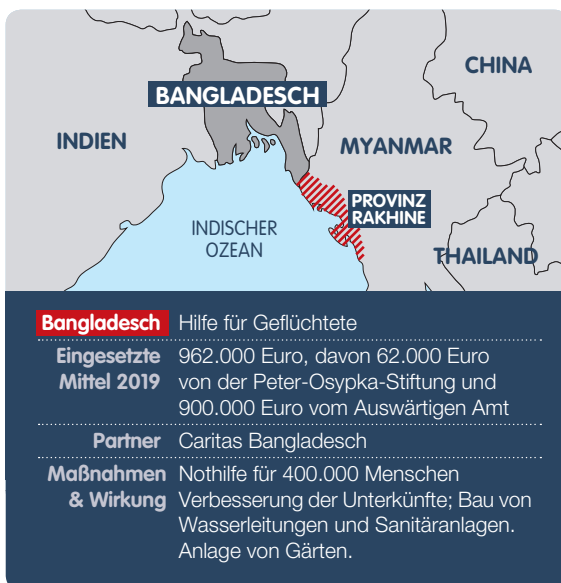 CHINA
BANGLADESCH
INDIEN
MYANMAR
PROVINZ
RAKHINE
INDISCHER
OZEAN
THAILAND
Bangladesch Hilfe für Geflüchtete
Eingesetzte 962.000 Euro, davon 62.000 Euro
Mittel 2019 von der Peter-Osypka-Stiftung und
900.000 Euro vom Auswärtigen Amt
Partner Caritas Bangladesch
Maßnahmen Nothilfe für 400.000 Menschen
& Wirkung Verbesserung der Unterkünfte; Bau von
Wasserleitungen und Sanitäranlagen.
Anlage von Gärten.